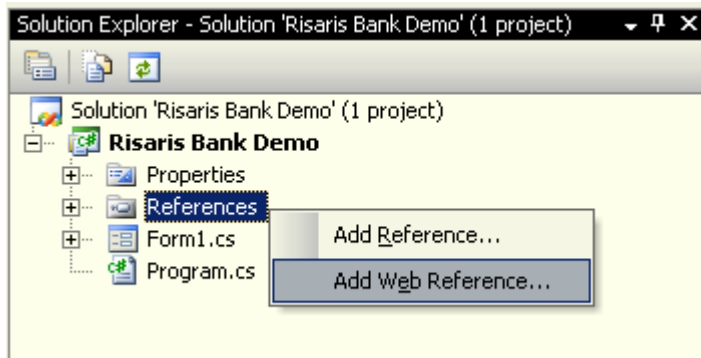 Solution Explorer - Solution 'Risaris Bank Demo' (1 project)
Solution 'Risaris Bank Demo' (1 project)
Risaris Bank Demo
Properties
References
Add Reference...
Form1.cs
Program.cs
Add Web Reference...